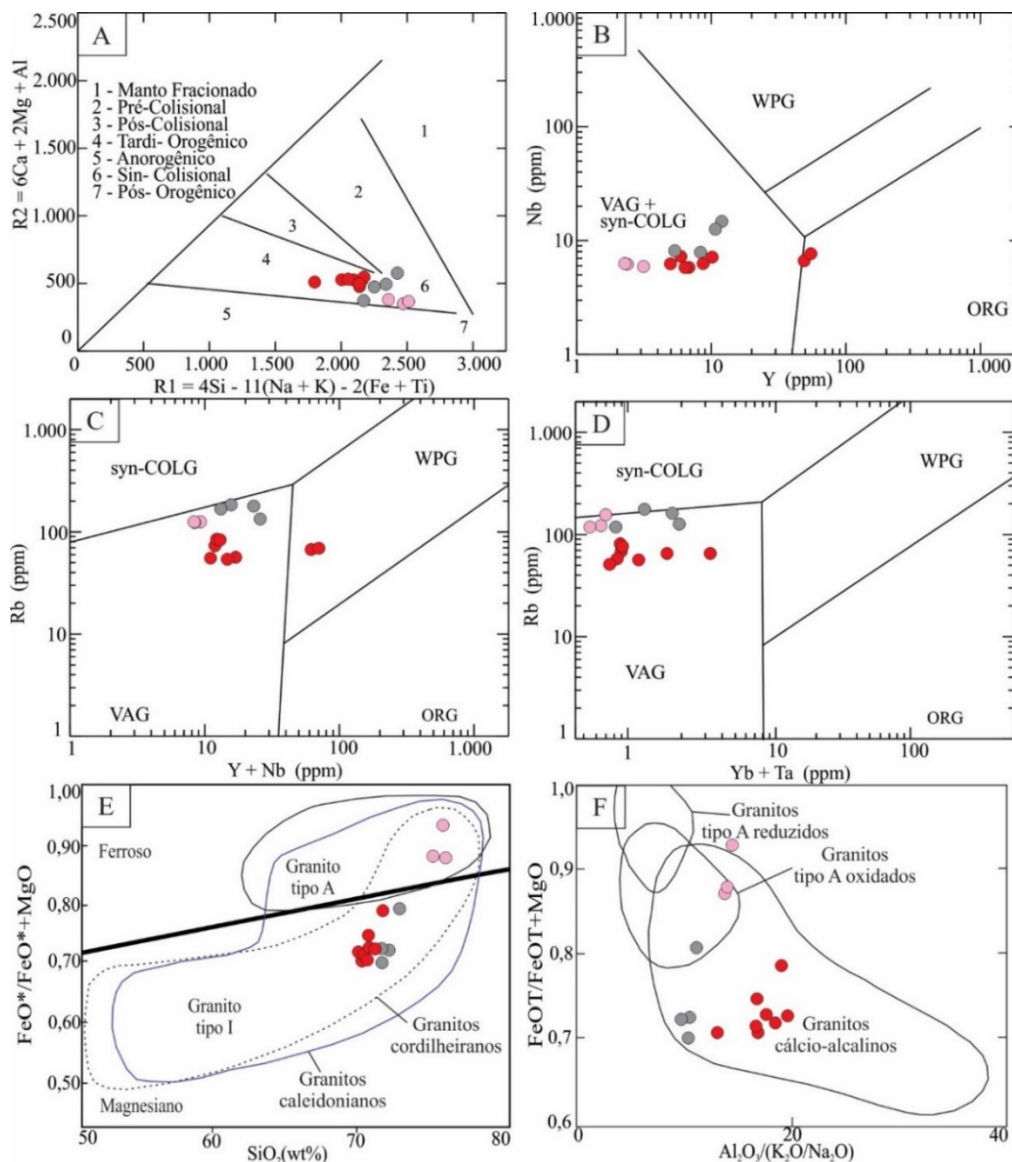 A
2.500
2.000
1.500
1.000
500
0
R2 = 6Ca + 2Mg + Al
1 - Manto Fracionado
2 - Pré-Colisional
3 - Pós-Colisional
4 - Tardi- Orogênico
5 - Anorogênico
6 - Sin- Colisional
7 - Pós- Orogênico
1
2
3
4
5
6
7
0 500 1.000 1.500 2.000 2.500 3.000
R1 = 4Si - 11(Na + K) - 2(Fe + Ti)
B
1.000
100
10
1
Nb (ppm)
WPG
VAG +
syn-COLG
ORG
1 10 100 1.000
Y (ppm)
C
1.000
100
10
1
Rb (ppm)
syn-COLG
WPG
VAG
ORG
1 10 100 1.000
Y + Nb (ppm)
D
1.000
100
10
1
Rb (ppm)
syn-COLG
WPG
VAG
ORG
1 10 100
Yb + Ta (ppm)
E
1,00
0,90
0,80
0,70
0,60
0,50
FeO*/FeO*+MgO
Ferroso
Granito
tipo A
Granito
tipo I
Granitos
cordilheiranos
Granitos
caleidonianos
Magnesiano
50 60 70 80
SiO₂(wt%)
F
1,0
0,9
0,8
0,7
0,6
FeOT/FeOT+MgO
Granitos
tipo A reduzidos
Granitos
tipo A oxidados
Granitos
cálcio-alcalinos
0 20 40
Al₂O₃/(K₂O/Na₂O)